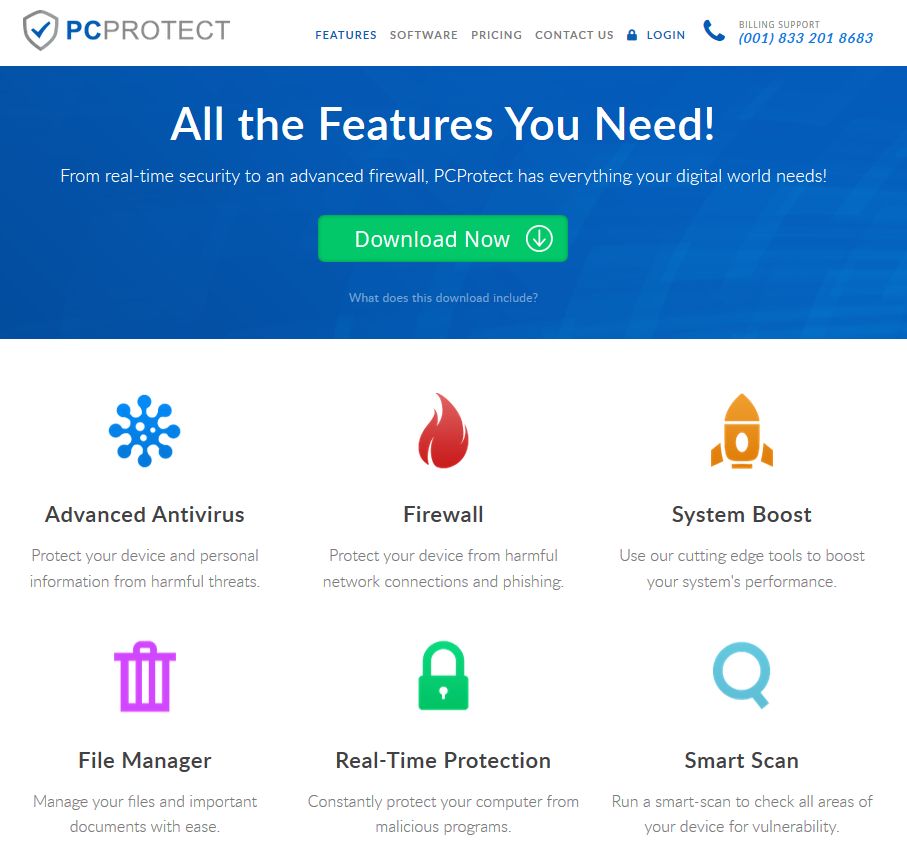 PCPROTECT
FEATURES SOFTWARE PRICING CONTACT US LOGIN
BILLING SUPPORT
(001) 833 201 8683
All the Features You Need!
From real-time security to an advanced firewall, PCProtect has everything your digital world needs!
Download Now
What does this download include?
Advanced Antivirus
Protect your device and personal
information from harmful threats.
Firewall
Protect your device from harmful
network connections and phishing.
System Boost
Use our cutting edge tools to boost
your system's performance.
File Manager
Manage your files and important
documents with ease.
Real-Time Protection
Constantly protect your computer from
malicious programs.
Smart Scan
Run a smart-scan to check all areas of
your device for vulnerability.